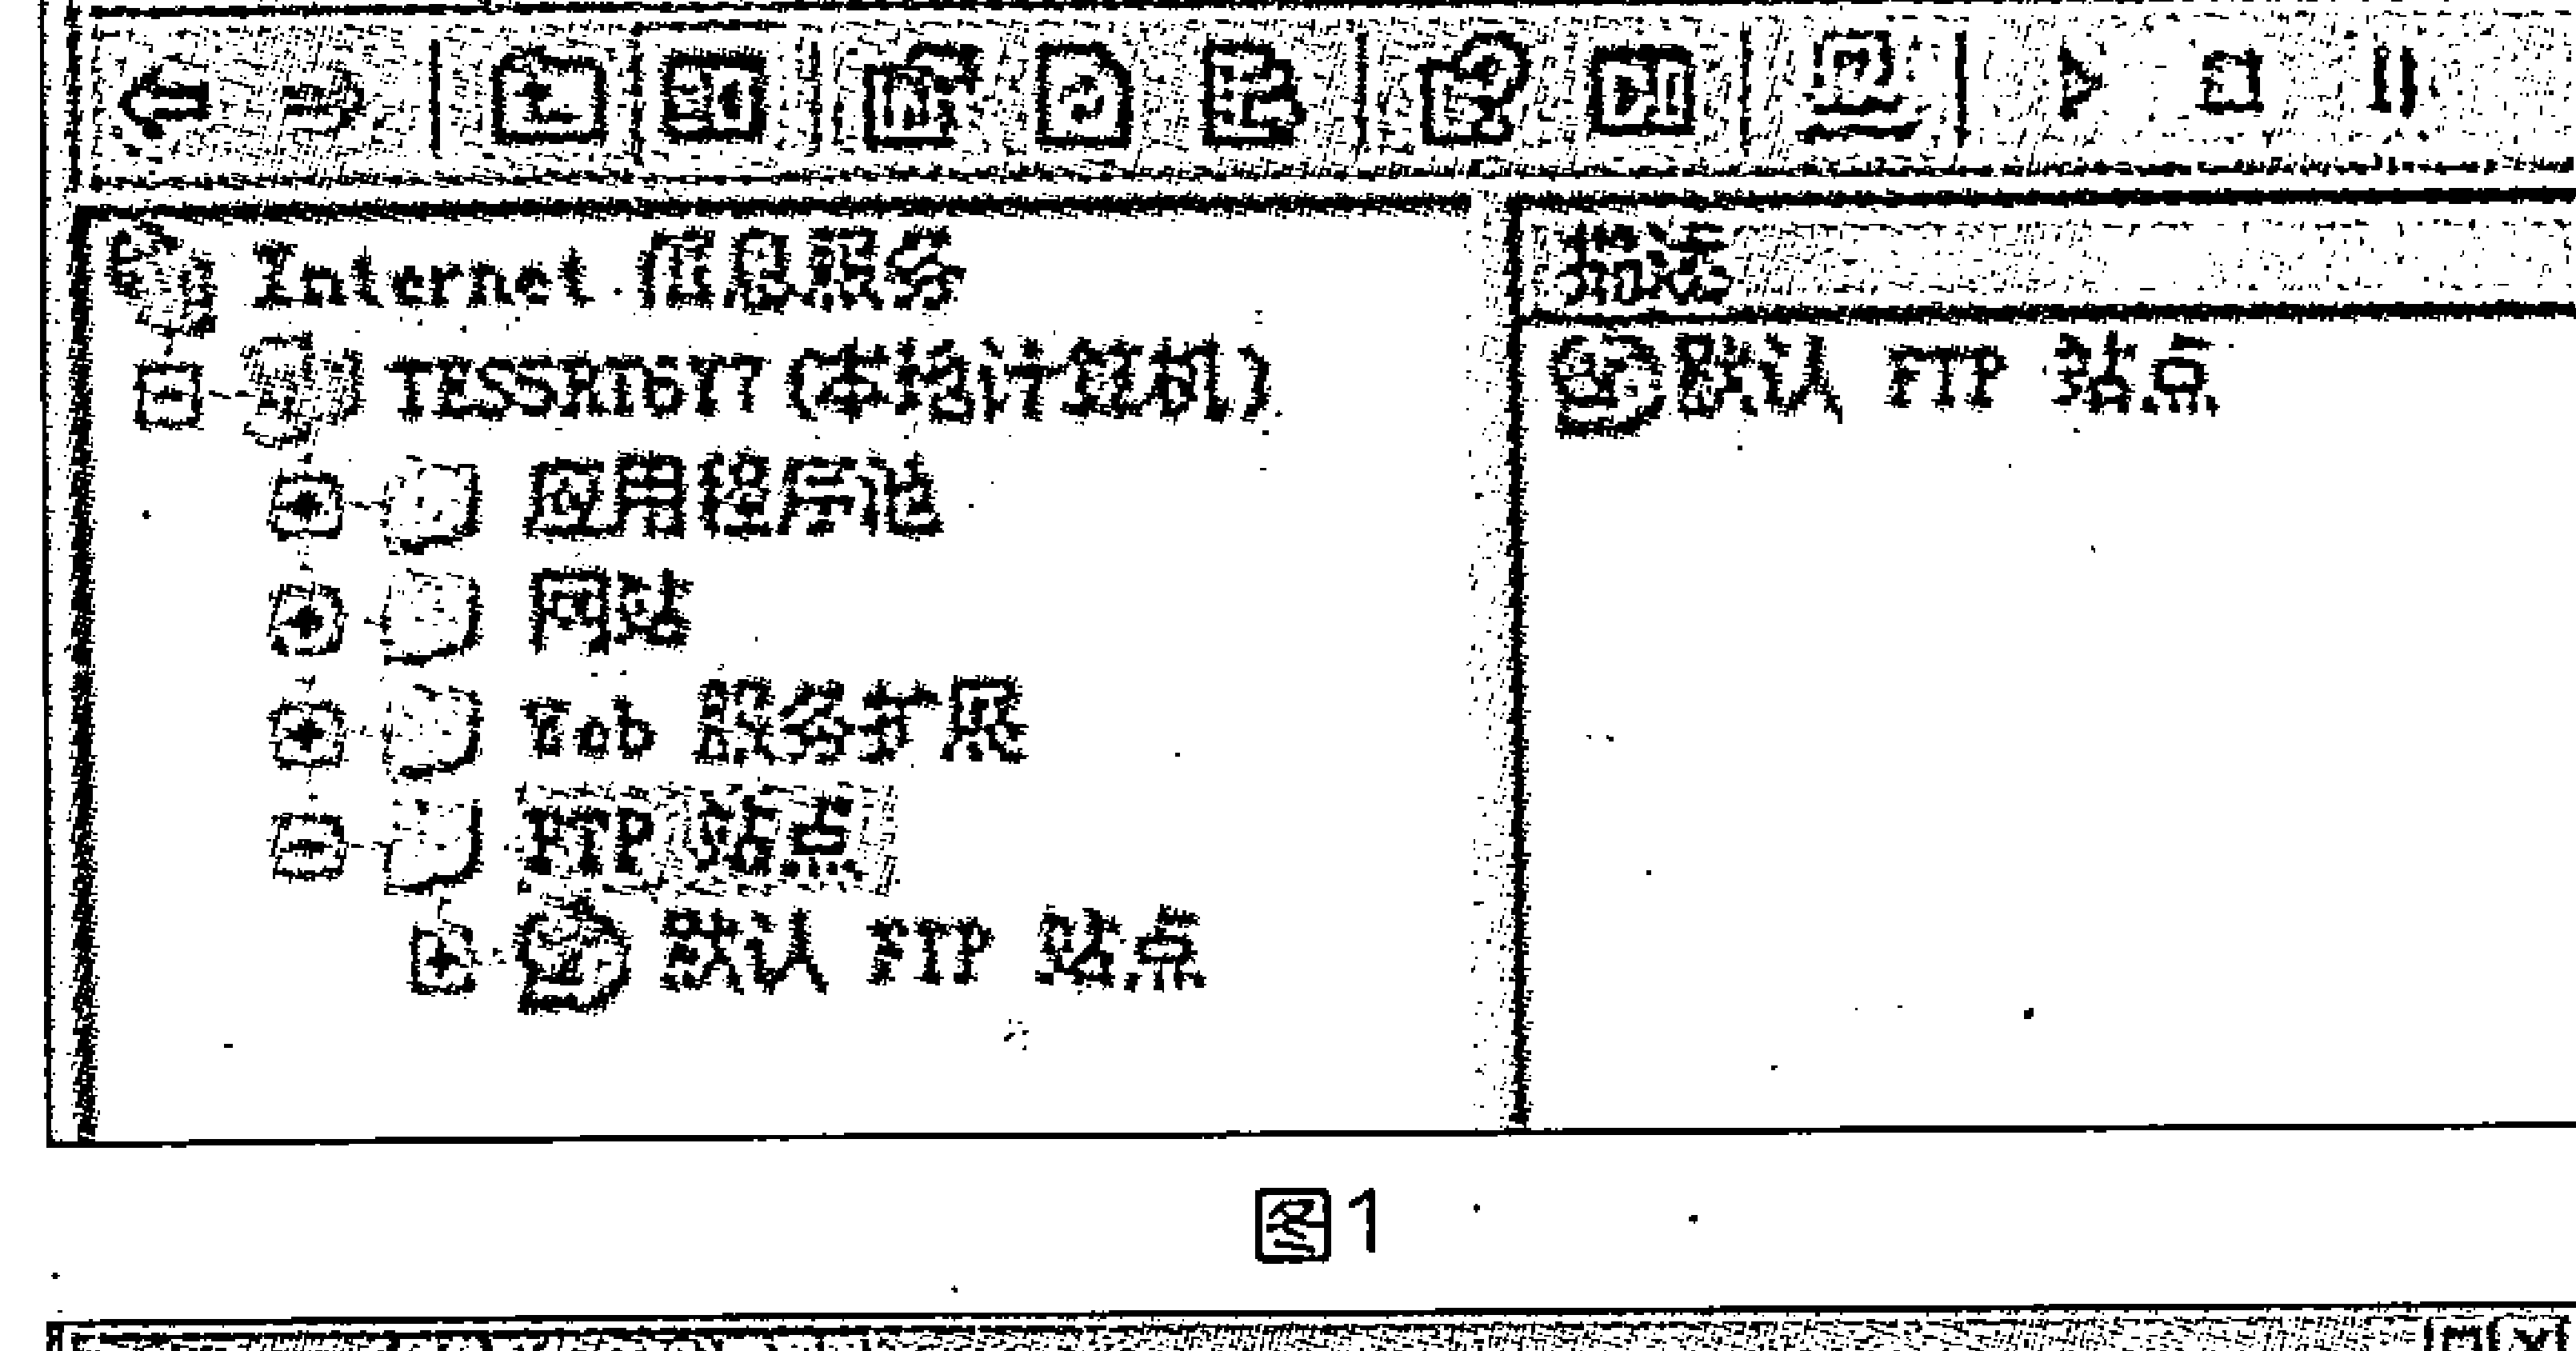 Internet 信息服务
描述
(本地计算机)
默认 FTP 站点
应用程序池
网站
Web 服务扩展
FTP 站点
默认 FTP 站点
图1